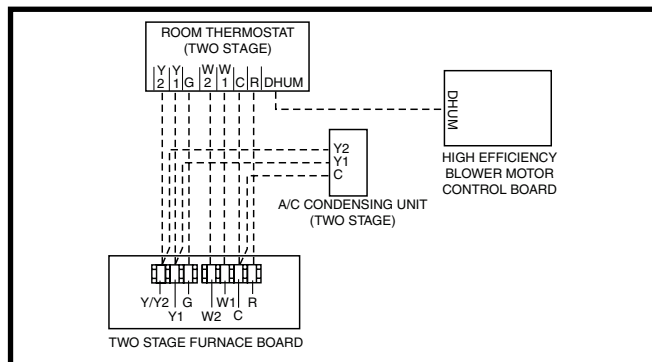 ROOM THERMOSTAT
(TWO STAGE)
Y2 Y1 G W2 W1 C R DHUM
DHUM
HIGH EFFICIENCY
BLOWER MOTOR
CONTROL BOARD
Y2
Y1
C
A/C CONDENSING UNIT
(TWO STAGE)
Y/Y2 G W1 R
Y1 W2 C
TWO STAGE FURNACE BOARD